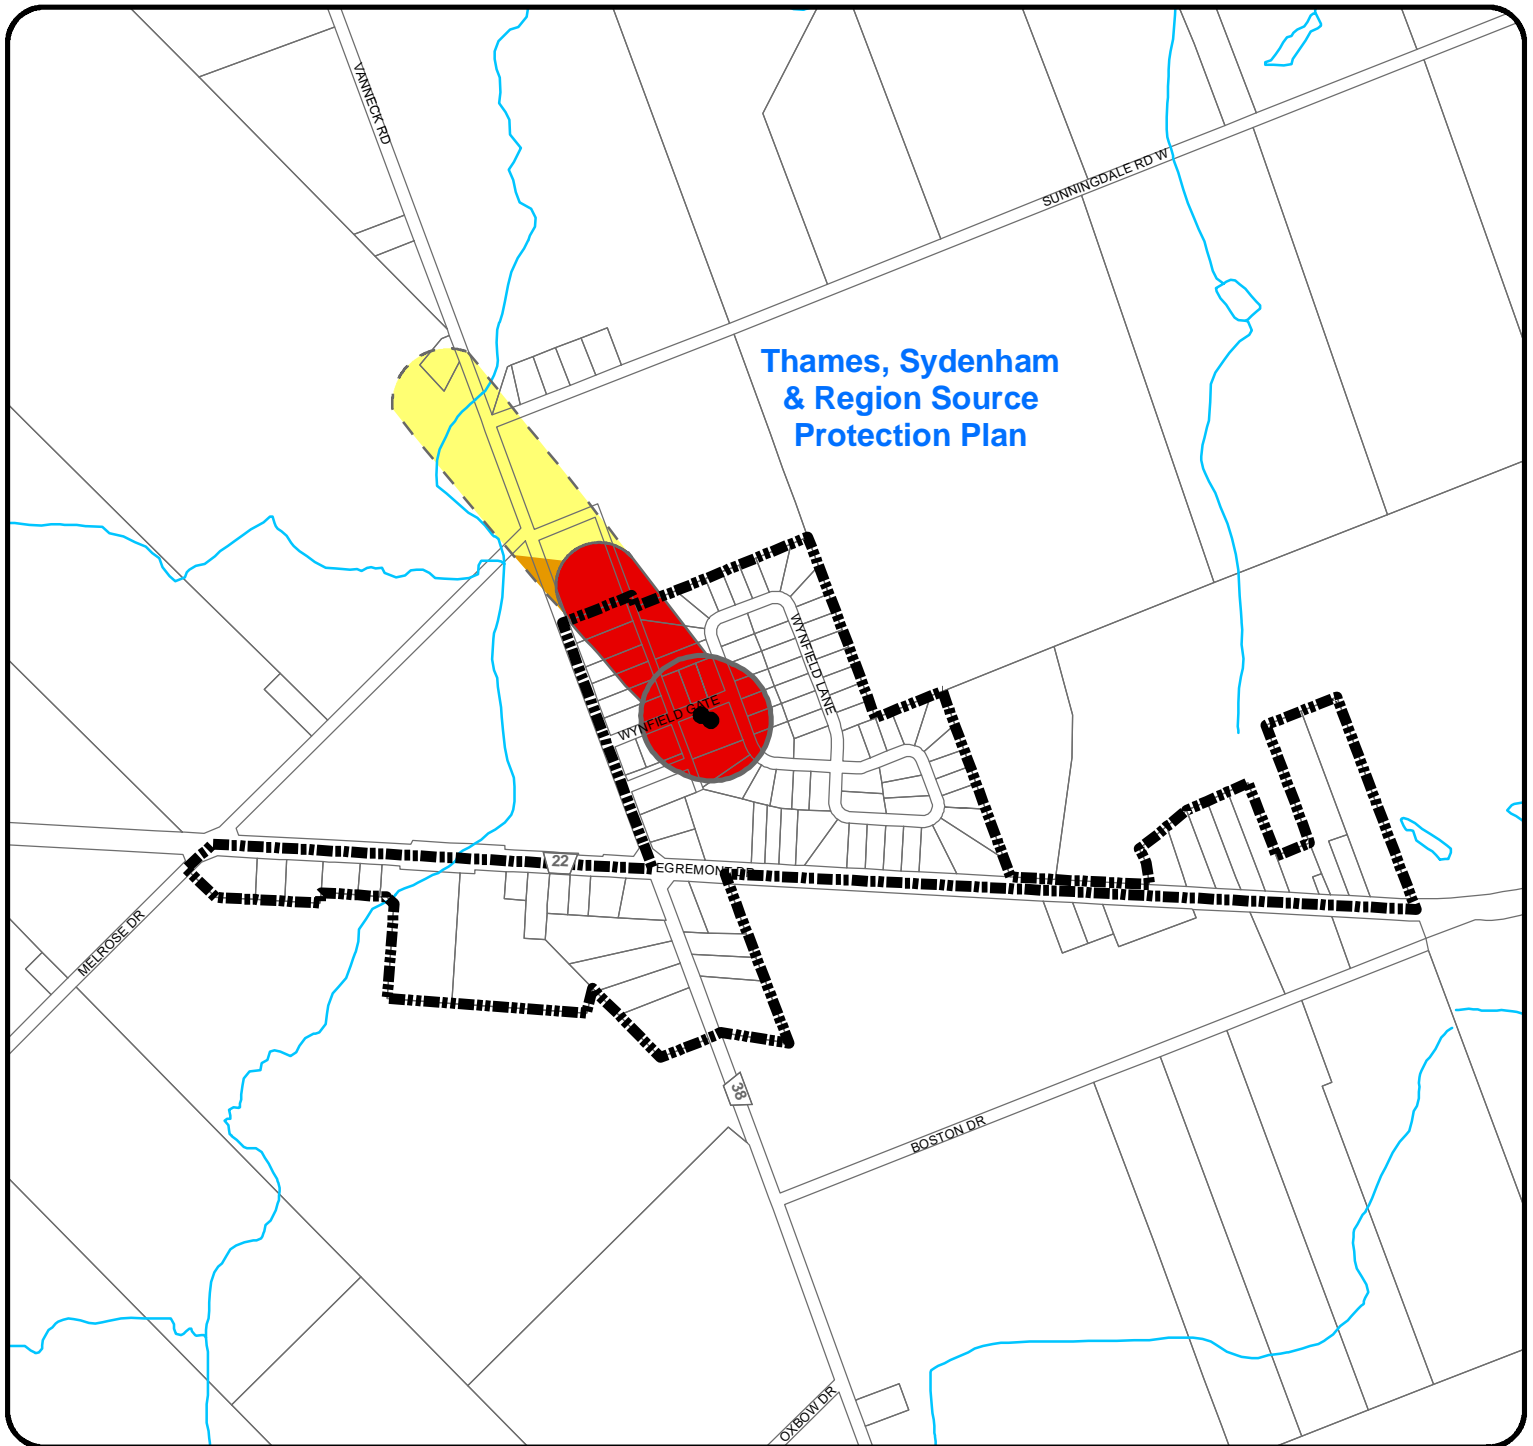 VANNECK RD
SUNNINGDALE RD W
Thames, Sydenham
& Region Source
Protection Plan
WYNFIELD LANE
WYNFIELD GATE
22
EGREMONT DR
MELROSE DR
38
BOSTON DR
OXBOW DR